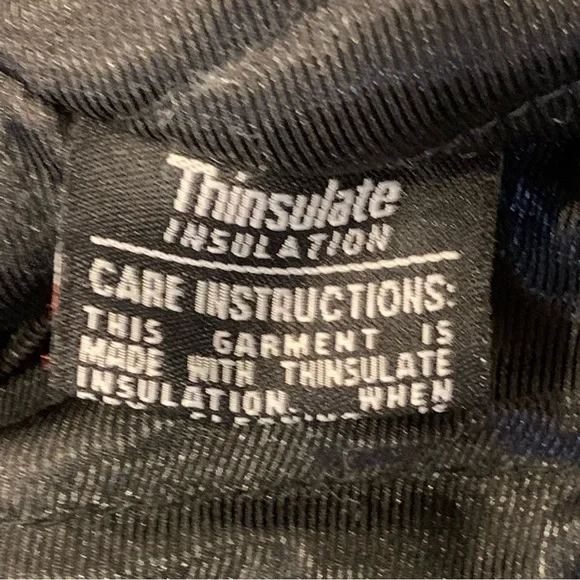 Thinsulate
INSULATION
CARE INSTRUCTIONS:
THIS GARMENT IS
MADE WITH THINSULATE
INSULATION. WHEN